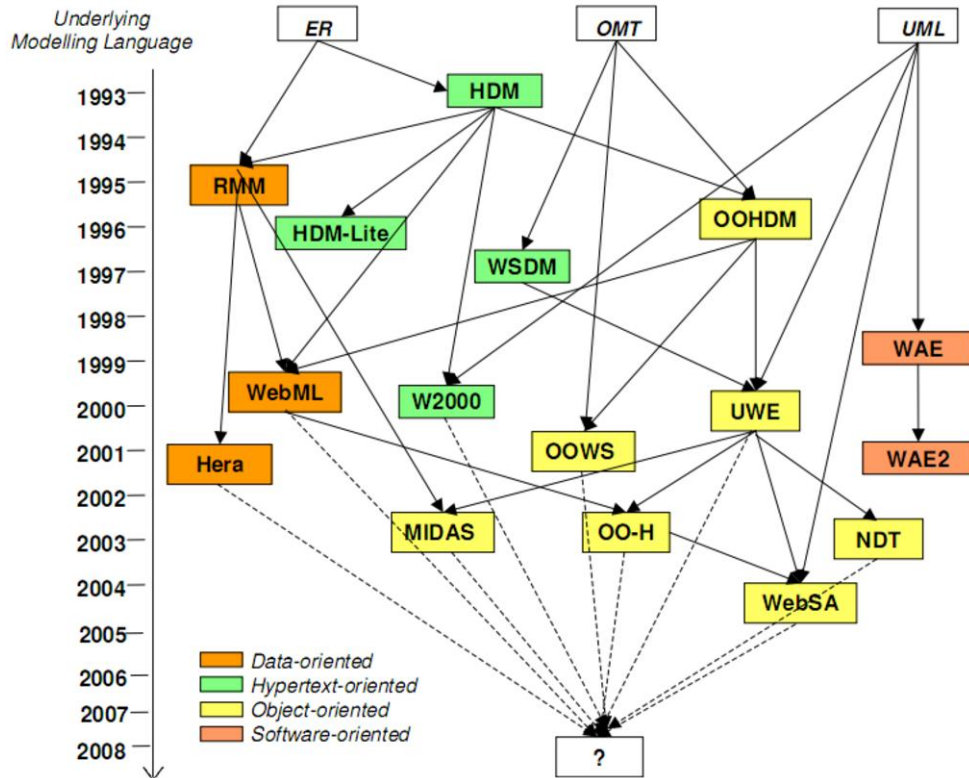 Underlying
Modelling Language
ER
OMT
UML
1993
HDM
1994
1995
RMM
OOHDM
1996
HDM-Lite
1997
WSDM
1998
WAE
1999
WebML
W2000
2000
UWE
OOWS
2001
Hera
WAE2
2002
MIDAS
OO-H
NDT
2003
2004
WebSA
2005
Data-oriented
2006
Hypertext-oriented
2007
Object-oriented
2008
Software-oriented
?